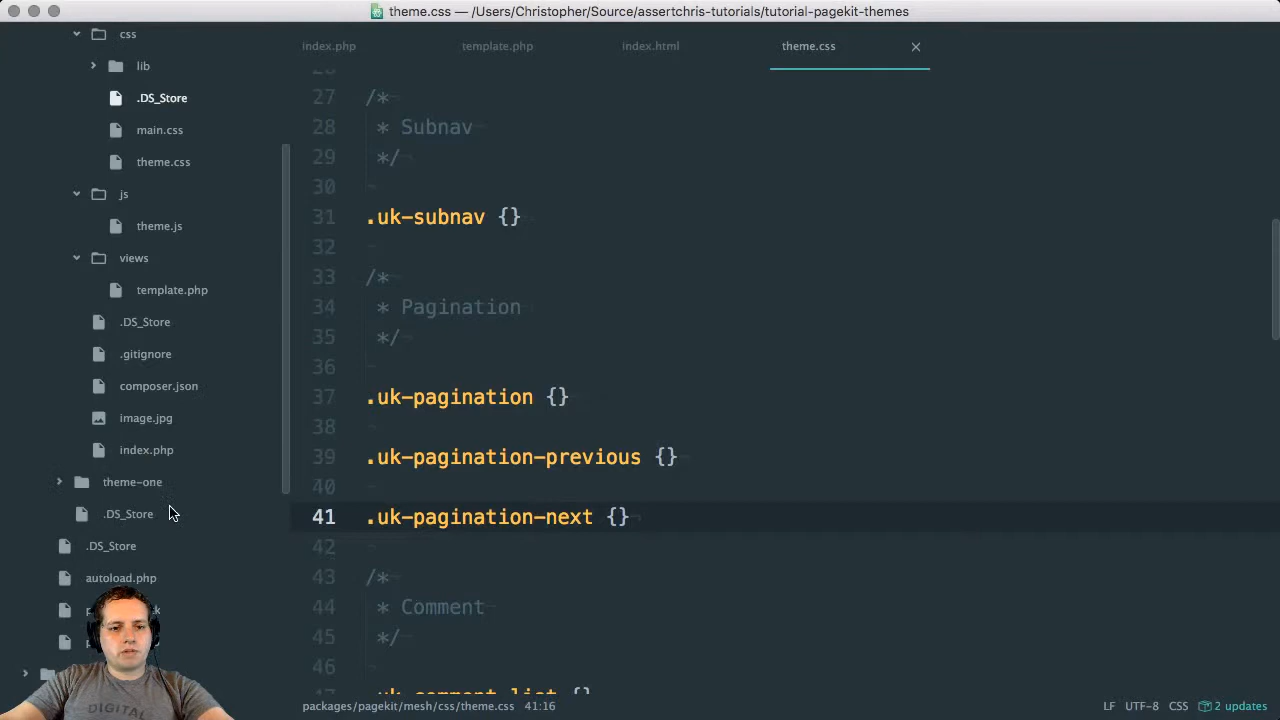 theme.css — /Users/Christopher/Source/assertchris-tutorials/tutorial-pagekit-themes
css
lib
.DS_Store
main.css
theme.css
js
theme.js
views
template.php
.DS_Store
.gitignore
composer.json
image.jpg
index.php
theme-one
.DS_Store
.DS_Store
autoload.php
index.php
template.php
index.html
theme.css
27 /*
28 * Subnav
29 */
30
31 .uk-subnav {}
32
33 /*
34 * Pagination
35 */
36
37 .uk-pagination {}
38
39 .uk-pagination-previous {}
40
41 .uk-pagination-next {}
42
43 /*
44 * Comment
45 */
46
47 .uk-comment-list {}
DIGITAL
packages/pagekit/mesh/css/theme.css 41:16
LF UTF-8 CSS 2 updates